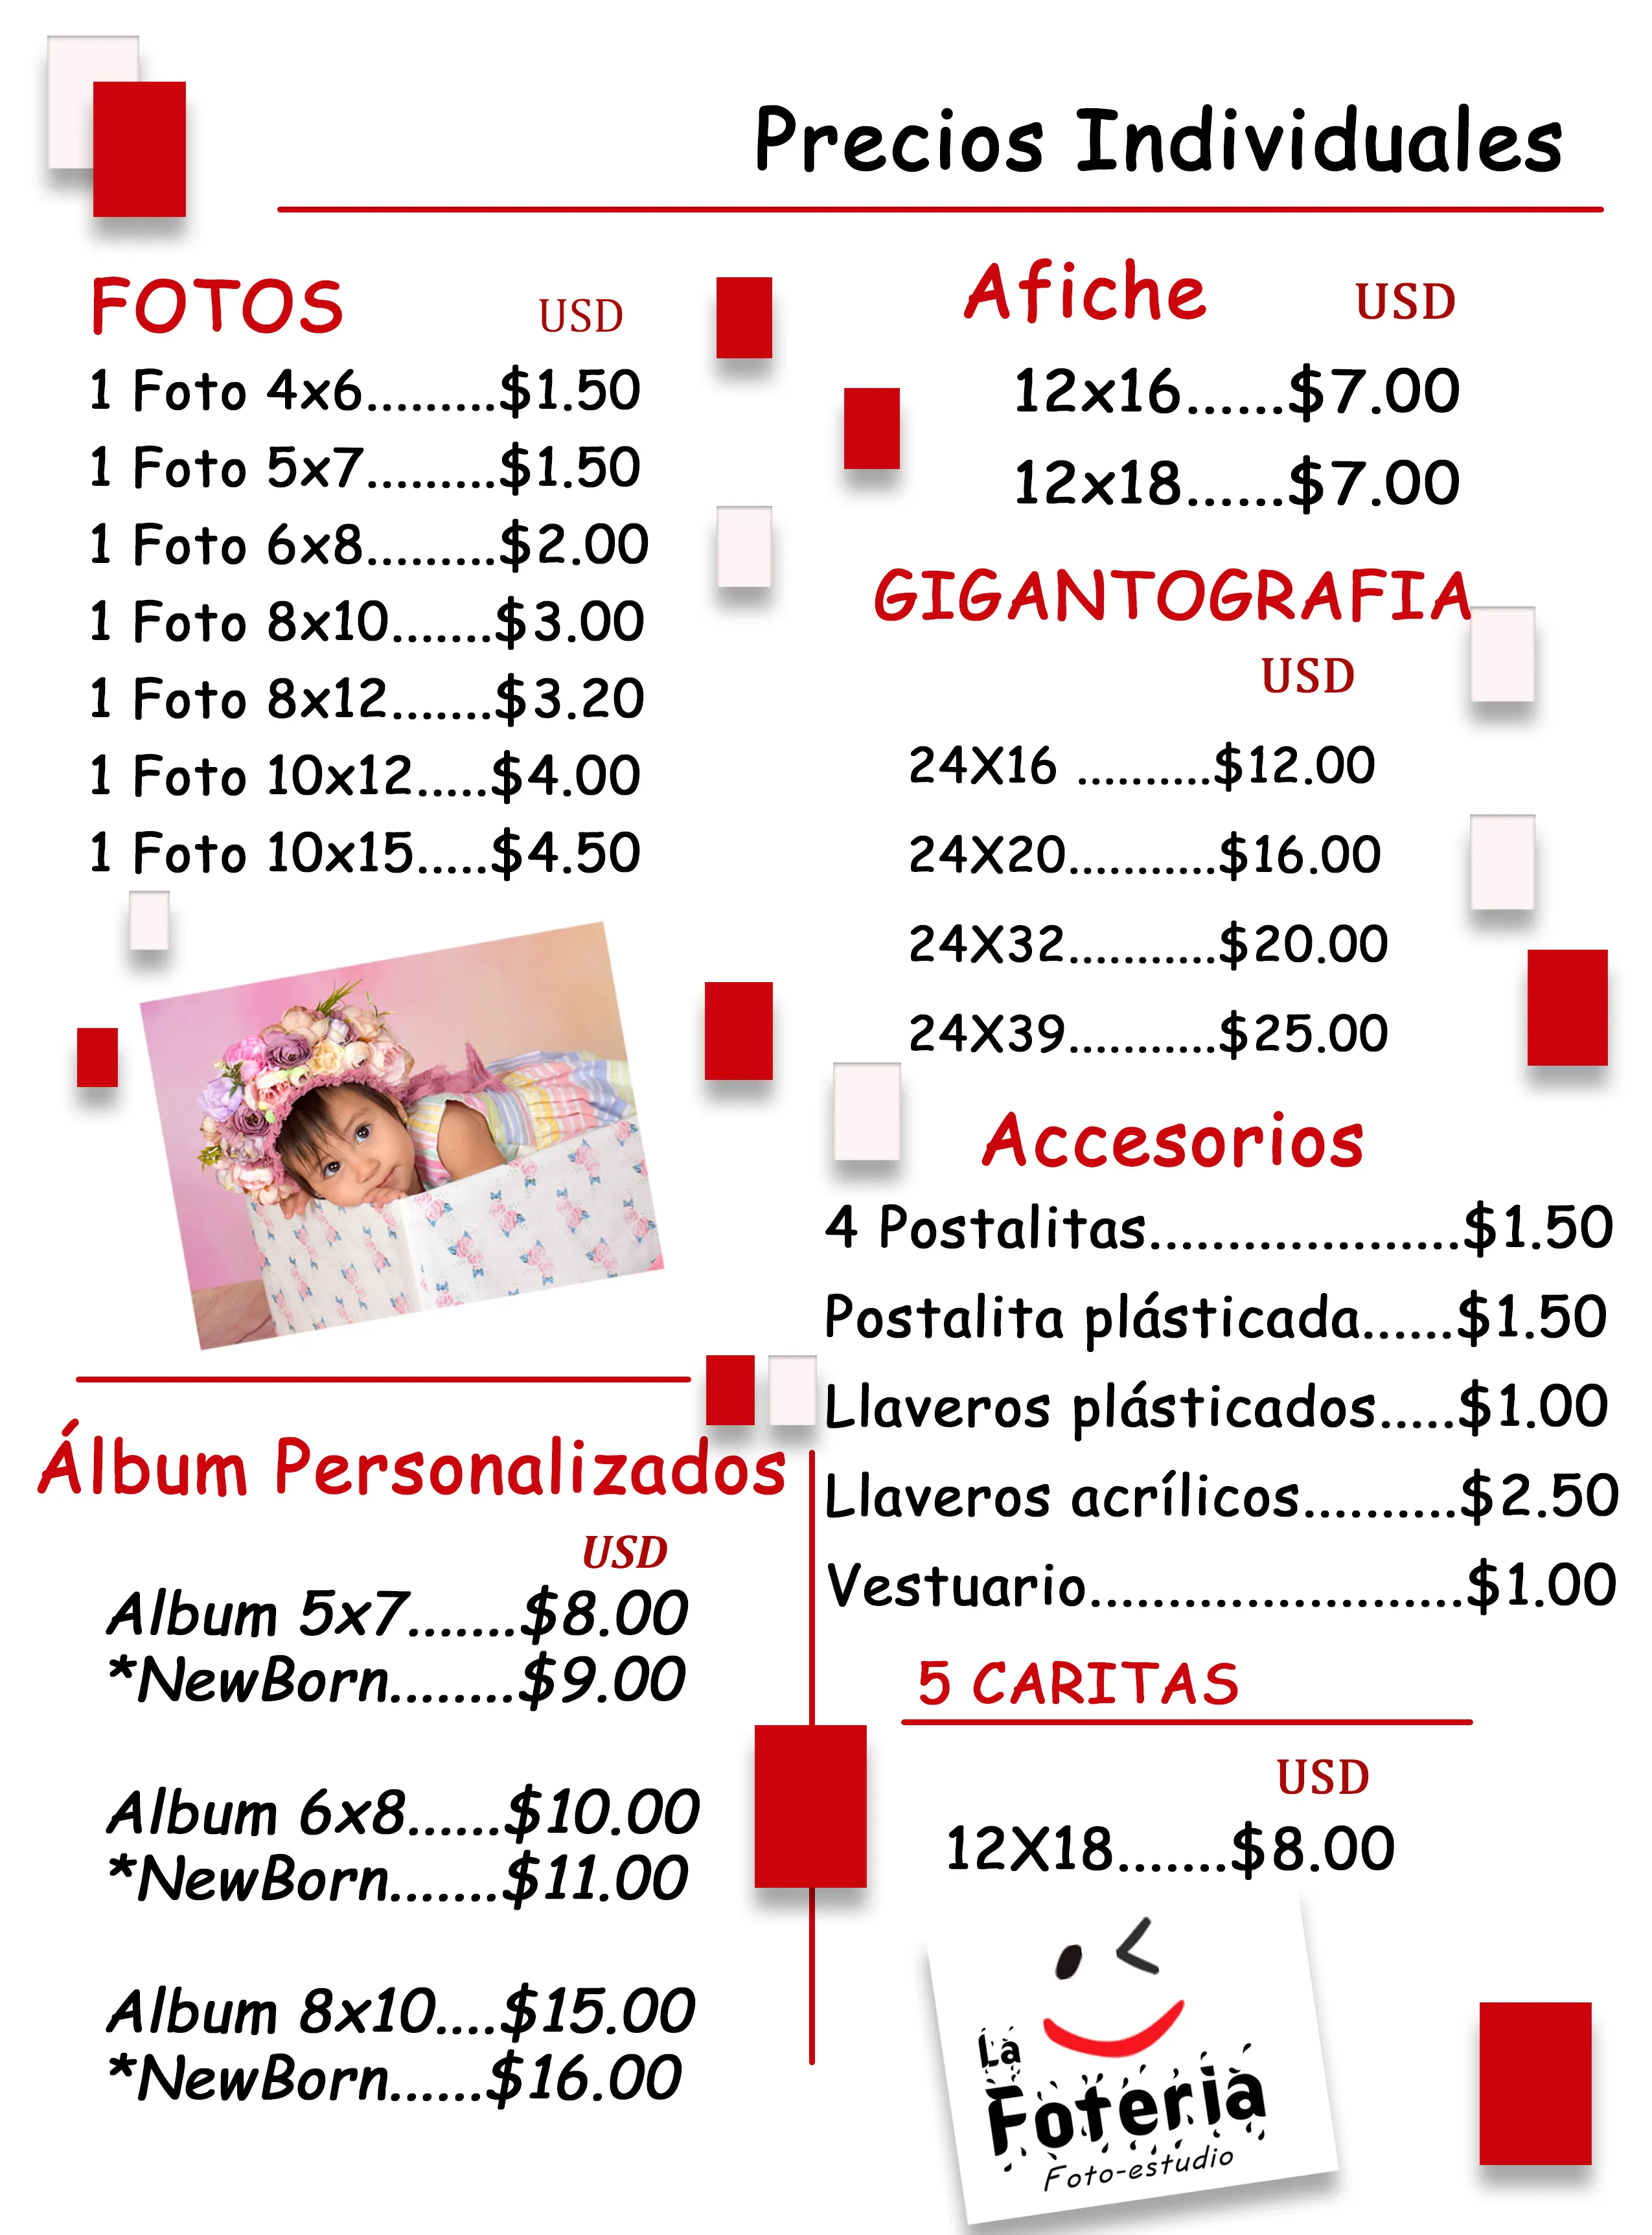 Precios Individuales
FOTOS USD
1 Foto 4x6.........$1.50
1 Foto 5x7.........$1.50
1 Foto 6x8.........$2.00
1 Foto 8x10.......$3.00
1 Foto 8x12.......$3.20
1 Foto 10x12.....$4.00
1 Foto 10x15.....$4.50
Álbum Personalizados
USD
Album 5x7.......$8.00
*NewBorn........$9.00
Album 6x8......$10.00
*NewBorn.......$11.00
Album 8x10....$15.00
*NewBorn......$16.00
Afiche USD
12x16......$7.00
12x18......$7.00
GIGANTOGRAFIA
USD
24X16 ..........$12.00
24X20...........$16.00
24X32...........$20.00
24X39...........$25.00
Accesorios
4 Postalitas....................$1.50
Postalita plásticada......$1.50
Llaveros plásticados.....$1.00
Llaveros acrílicos..........$2.50
Vestuario........................$1.00
5 CARITAS
USD
12X18.......$8.00
La
Foteria
Foto-estudio